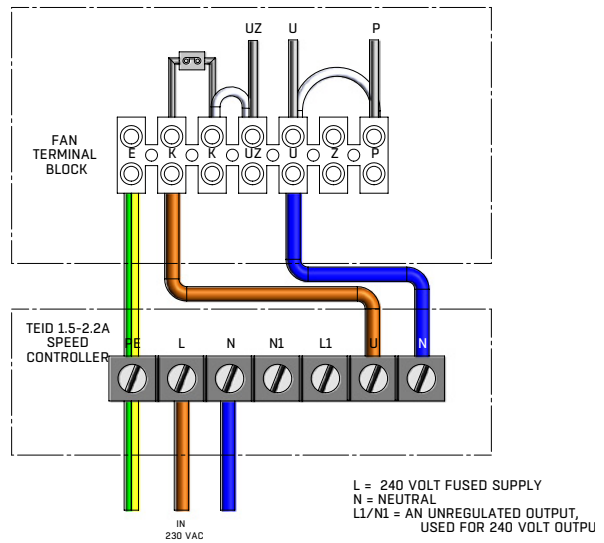 UZ U P
FAN
TERMINAL
BLOCK
E K K UZ U Z P
TEID 1.5-2.2A
SPEED
CONTROLLER
PE L N N1 L1 U N
IN
230 VAC
L = 240 VOLT FUSED SUPPLY
N = NEUTRAL
L1/N1 = AN UNREGULATED OUTPUT,
USED FOR 240 VOLT OUTPU